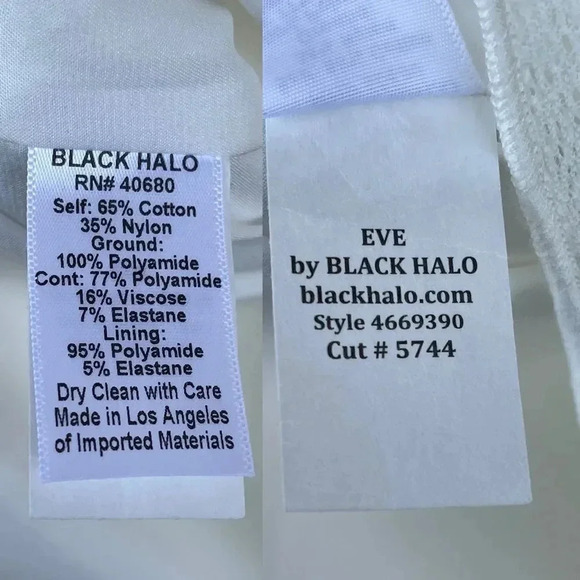 BLACK HALO
RN# 40680
Self: 65% Cotton
35% Nylon
Ground:
100% Polyamide
Cont: 77% Polyamide
16% Viscose
7% Elastane
Lining:
95% Polyamide
5% Elastane
Dry Clean with Care
Made in Los Angeles
of Imported Materials
EVE
by BLACK HALO
blackhalo.com
Style 4669390
Cut # 5744